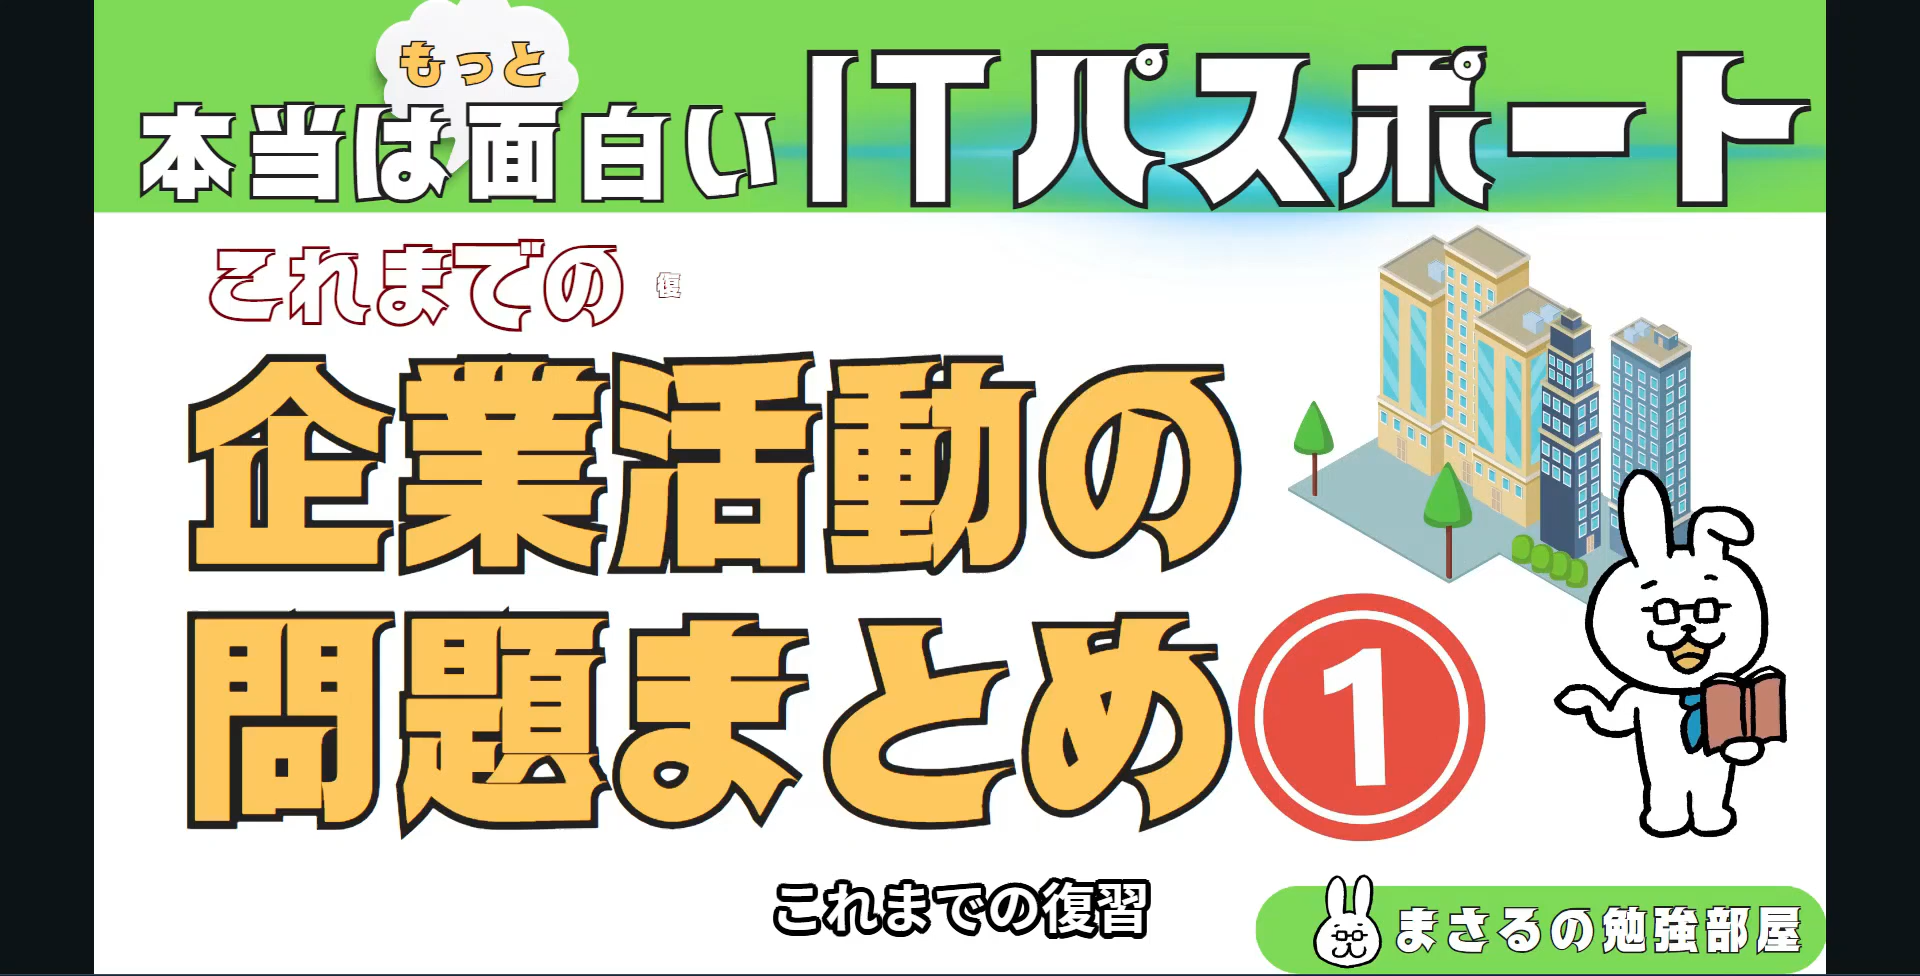 もっと
本当は面白いITパスポート
これまでの 復
企業活動の
問題まとめ 1
これまでの復習
まさるの勉強部屋